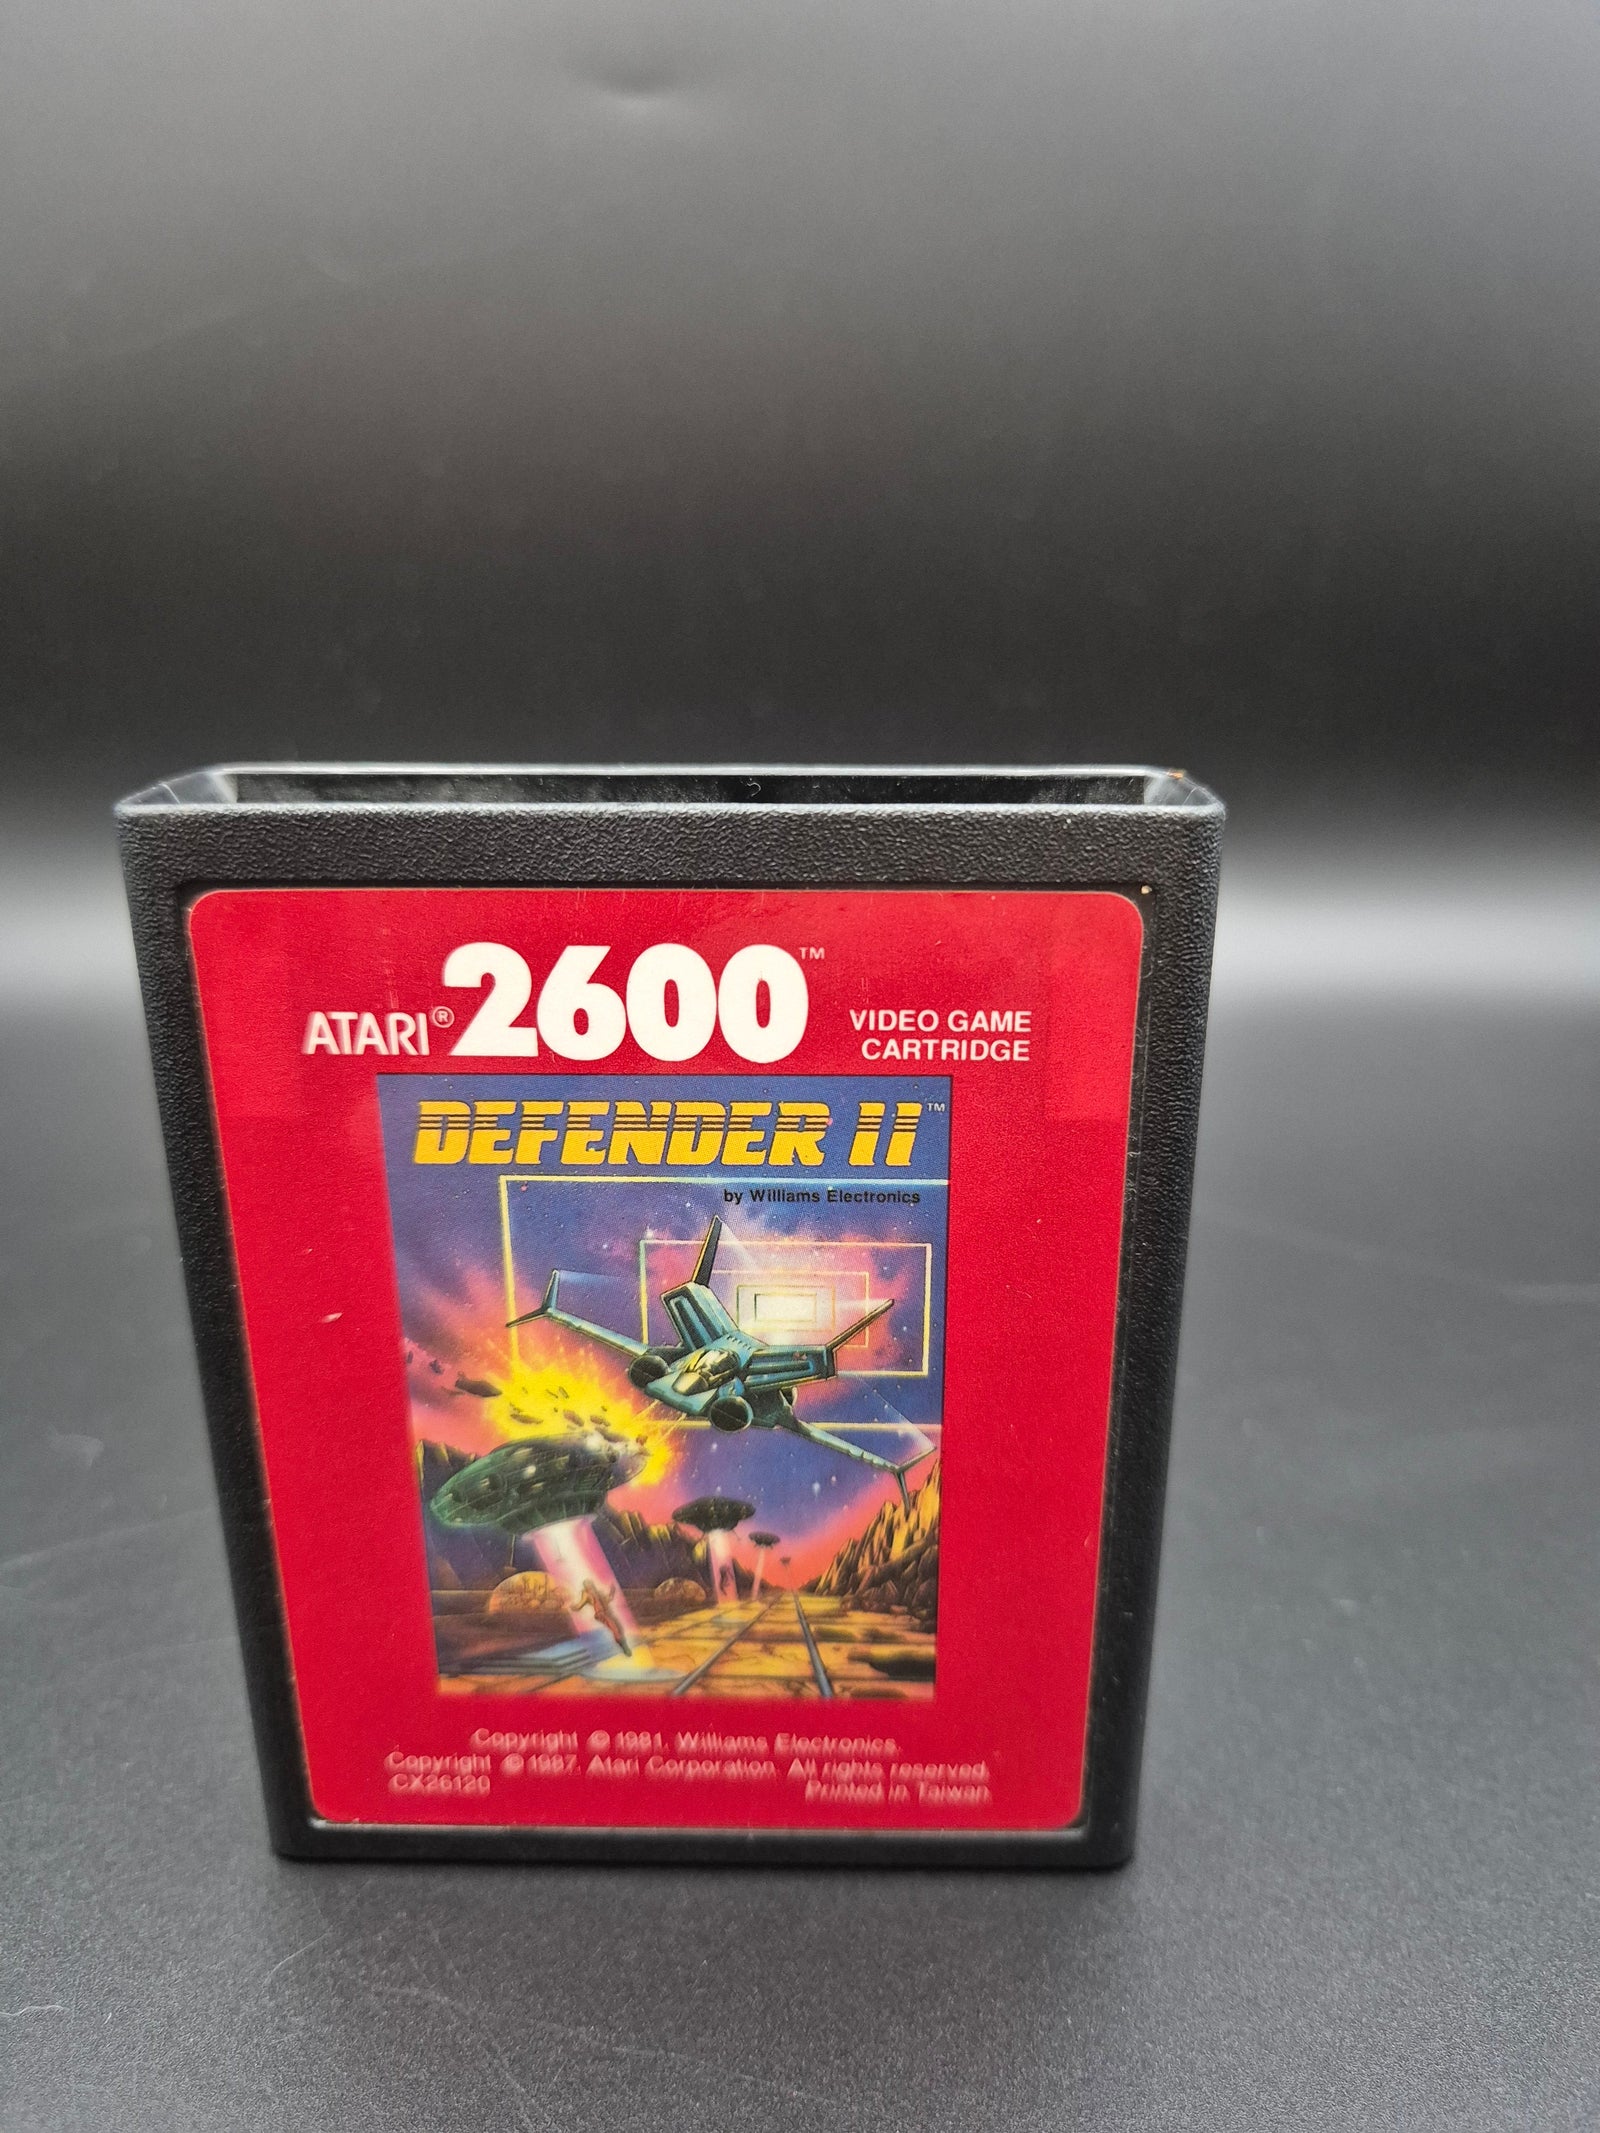 ATARI® 2600™ VIDEO GAME CARTRIDGE
DEFENDER II™
by Williams Electronics
Copyright © 1981, Williams Electronics.
Copyright © 1987, Atari Corporation. All rights reserved.
CX26120 Printed in Taiwan